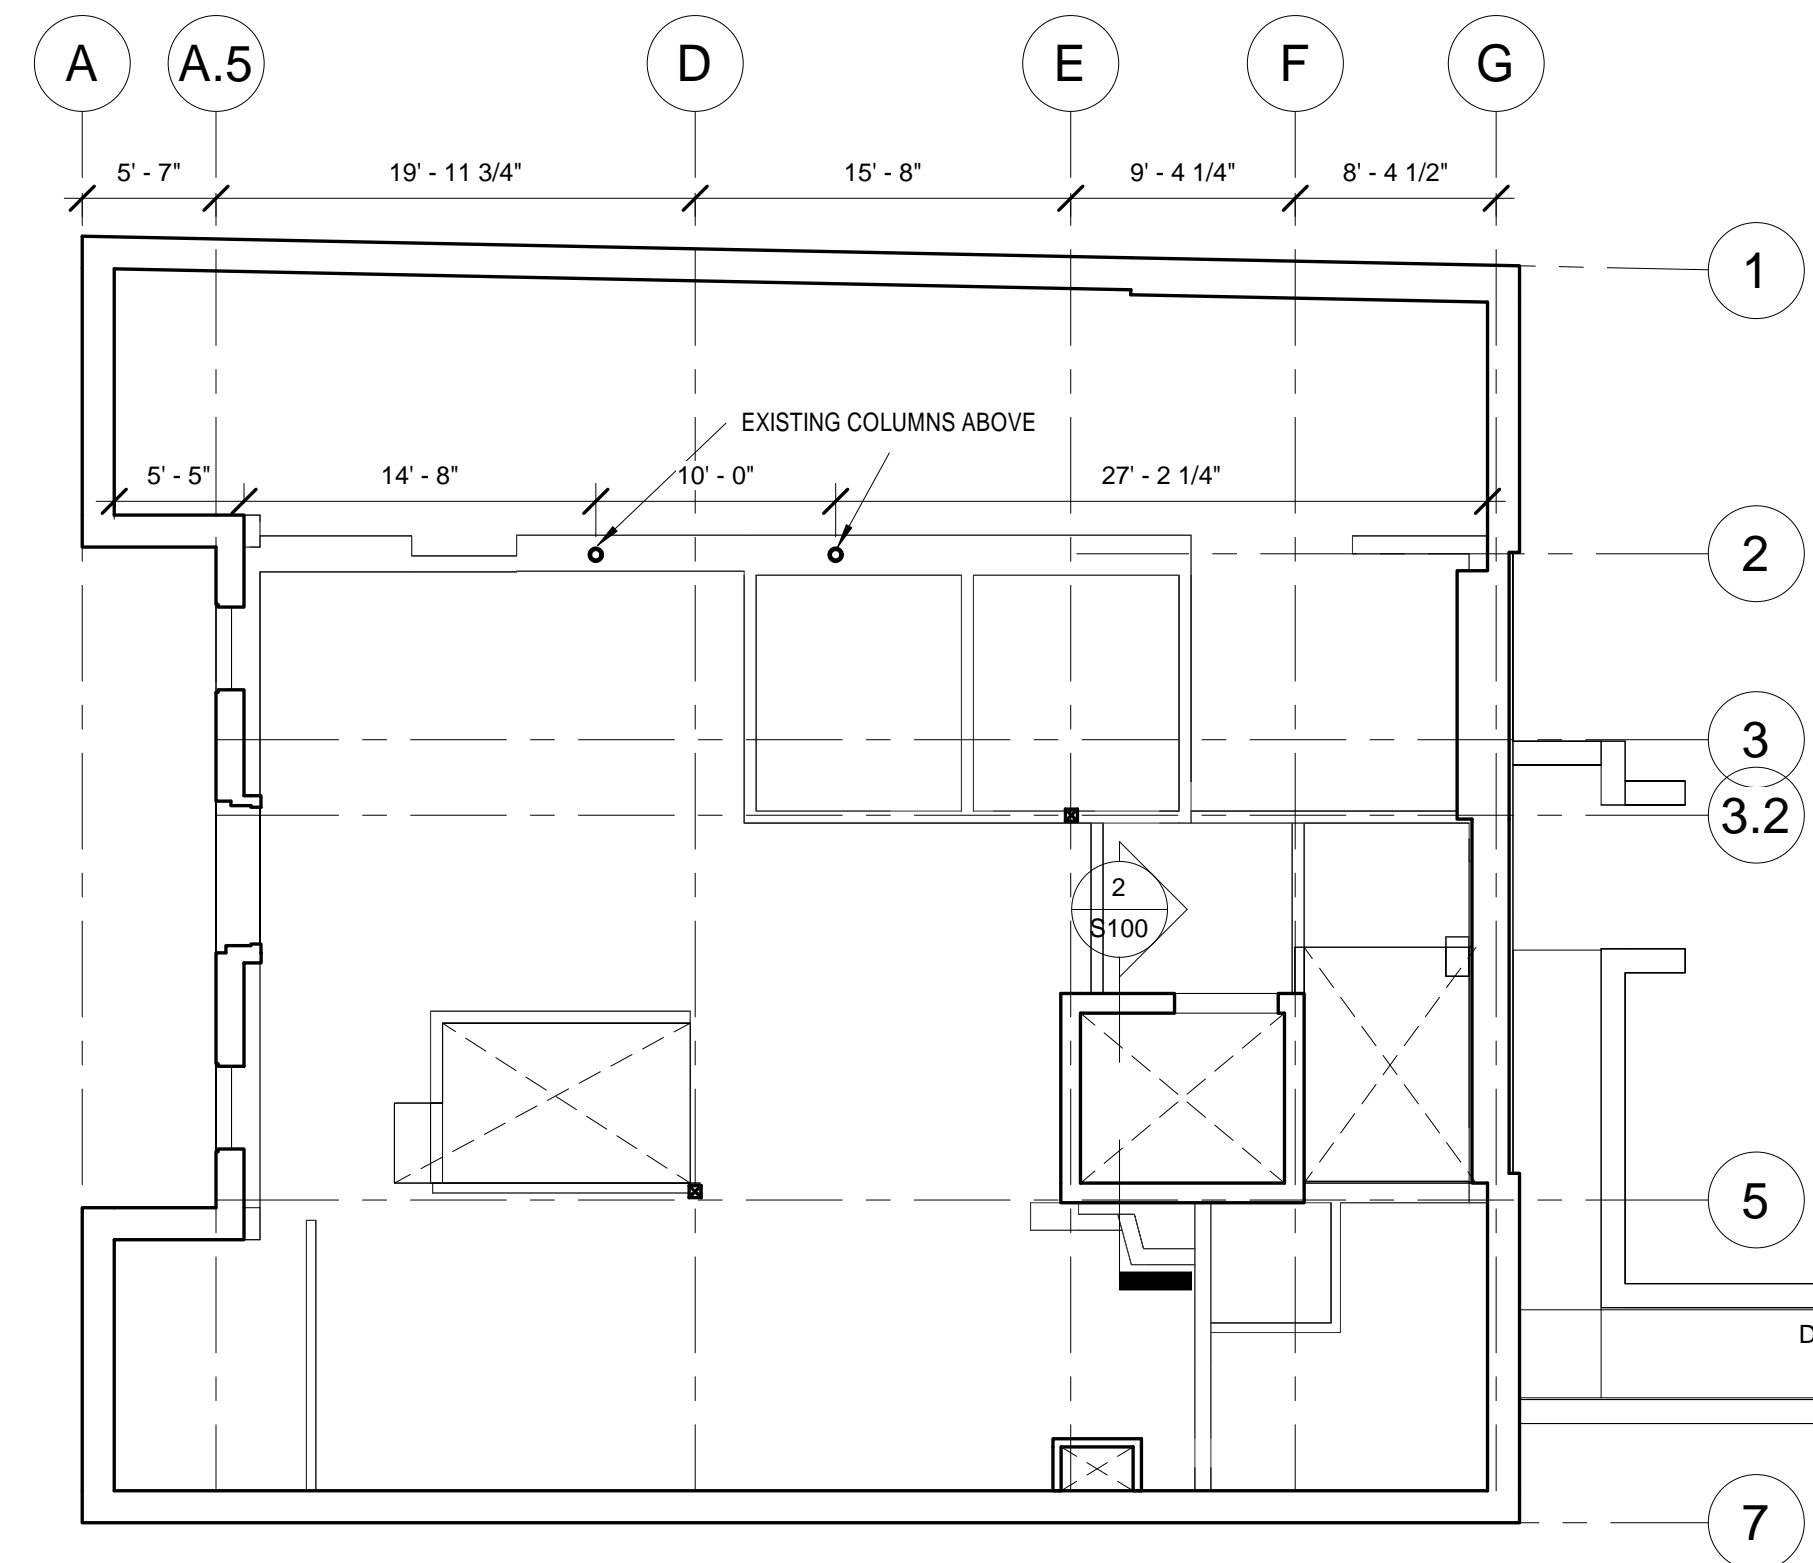 A A.5 D E F G
5' - 7" 19' - 11 3/4" 15' - 8" 9' - 4 1/4" 8' - 4 1/2"
1
EXISTING COLUMNS ABOVE
5' - 5" 14' - 8" 10' - 0" 27' - 2 1/4"
2
3
3.2
2
S100
5
D
7